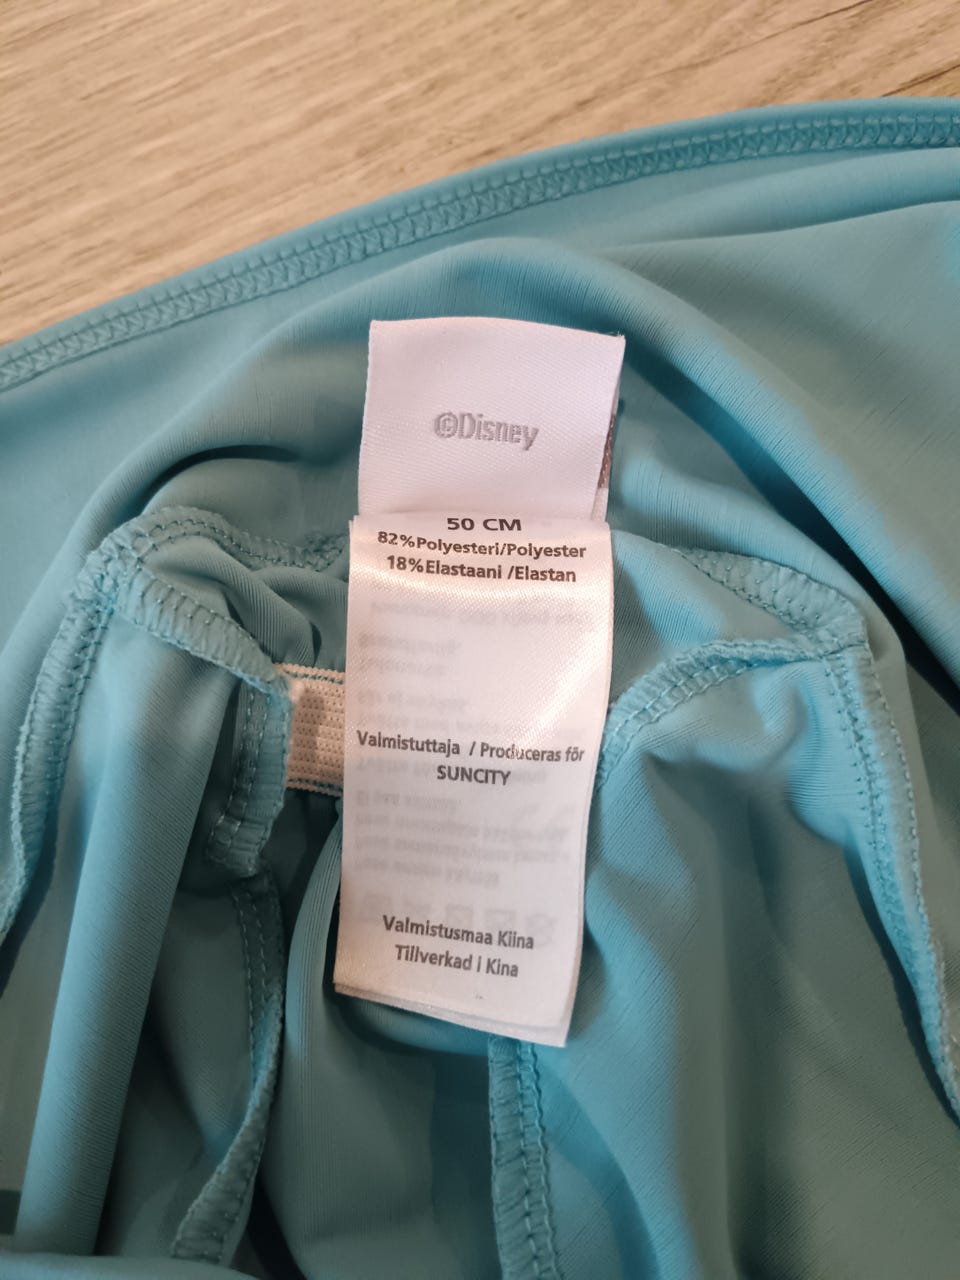 ©Disney
50 CM
82%Polyesteri/Polyester
18%Elastaani /Elastan
Valmistuttaja / Produceras för
SUNCITY
Valmistusmaa Kiina
Tillverkad i Kina